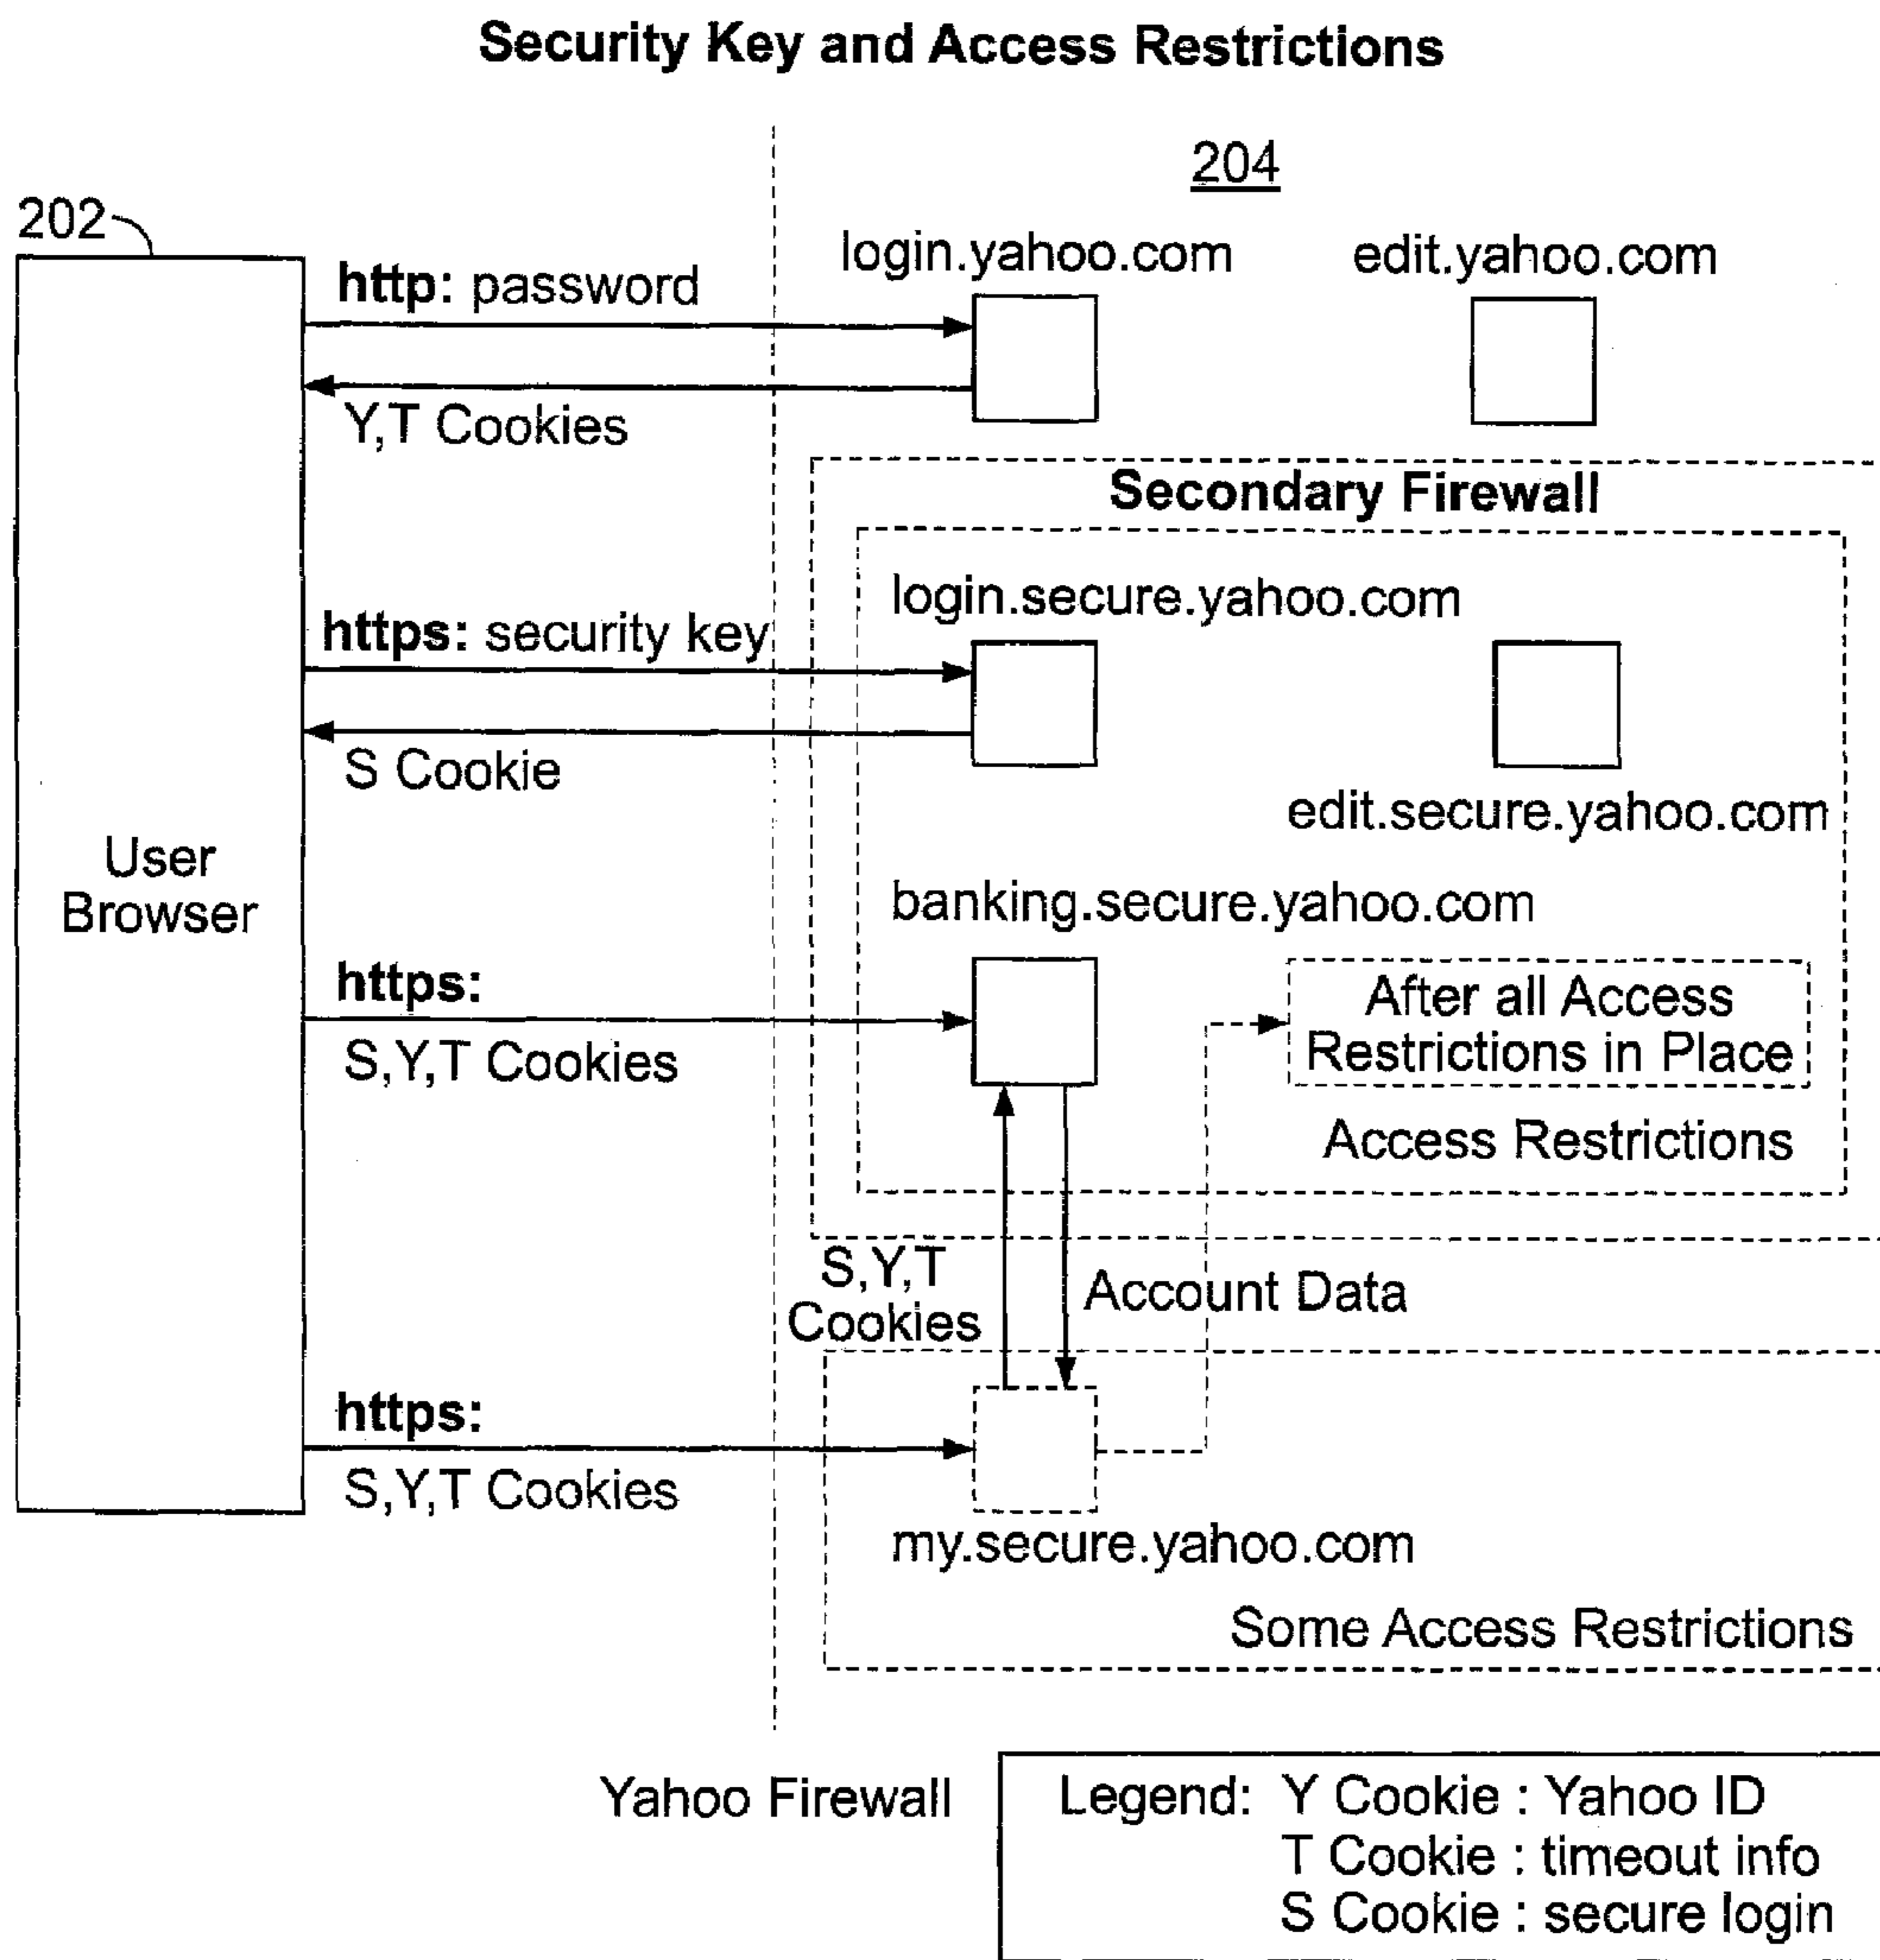 Security Key and Access Restrictions
204
202
login.yahoo.com
edit.yahoo.com
http: password
Y,T Cookies
Secondary Firewall
login.secure.yahoo.com
https: security key
S Cookie
edit.secure.yahoo.com
User
Browser
banking.secure.yahoo.com
https:
S,Y,T Cookies
After all Access
Restrictions in Place
Access Restrictions
S,Y,T
Cookies
Account Data
https:
S,Y,T Cookies
my.secure.yahoo.com
Some Access Restrictions
Yahoo Firewall
Legend: Y Cookie : Yahoo ID
T Cookie : timeout info
S Cookie : secure login